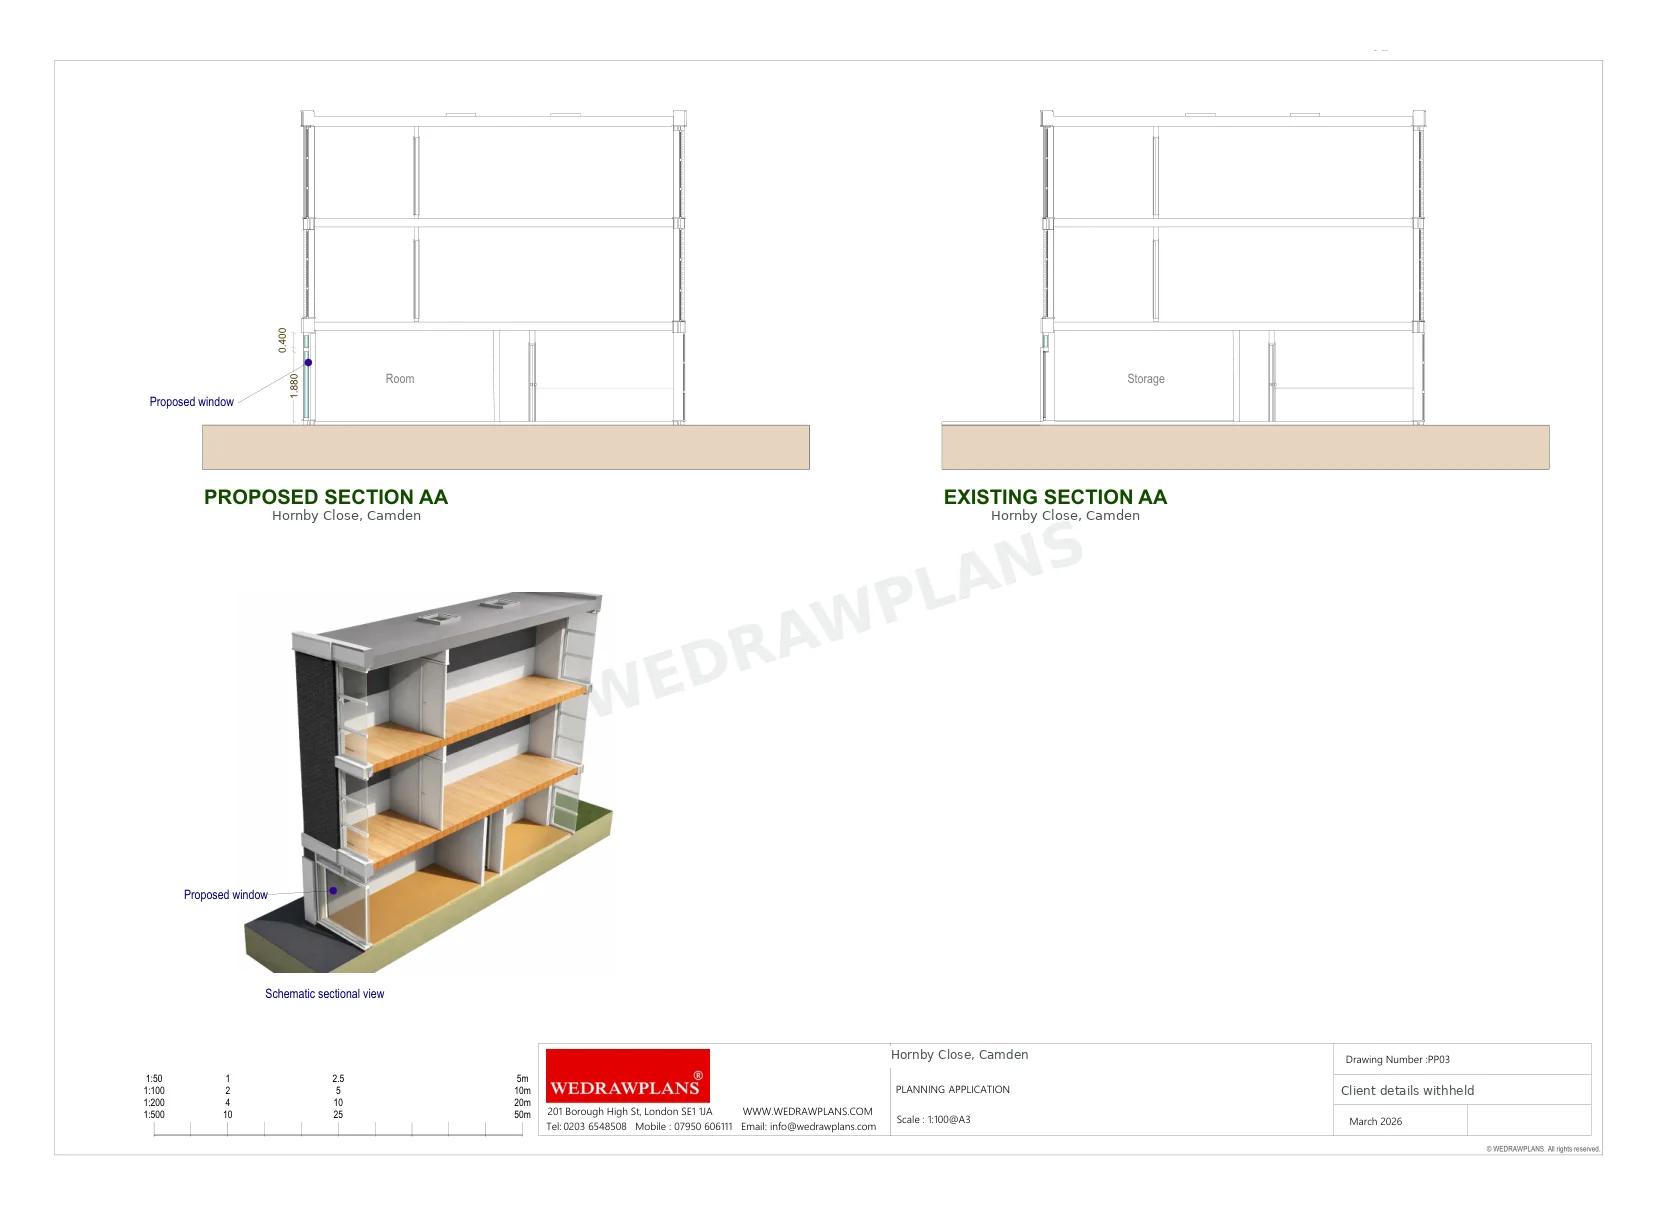 0.400
1.880
Room
Proposed window
Storage
PROPOSED SECTION AA
Hornby Close, Camden
EXISTING SECTION AA
Hornby Close, Camden
WEDRAWPLANS
Proposed window
Schematic sectional view
1:50 1 2.5 5m
1:100 2 5 10m
1:200 4 10 20m
1:500 10 25 50m
WEDRAWPLANS®
201 Borough High St, London SE1 1JA WWW.WEDRAWPLANS.COM
Tel: 0203 6548508 Mobile : 07950 606111 Email: info@wedrawplans.com
Hornby Close, Camden
PLANNING APPLICATION
Scale : 1:100@A3
Drawing Number :PP03
Client details withheld
March 2026
© WEDRAWPLANS. All rights reserved.